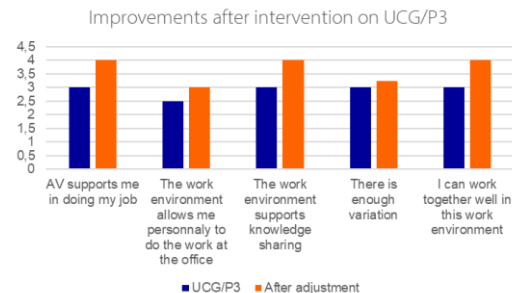 Improvements after intervention on UCG/P3
4,5
4
3,5
3
2,5
2
1,5
1
0,5
0
AV supports me
in doing my job
The work
environment
allows me
personnaly to
do the work at
the office
The work
environment
supports
knowledge
sharing
There is
enough
variation
I can work
together well in
this work
environment
UCG/P3
After adjustment